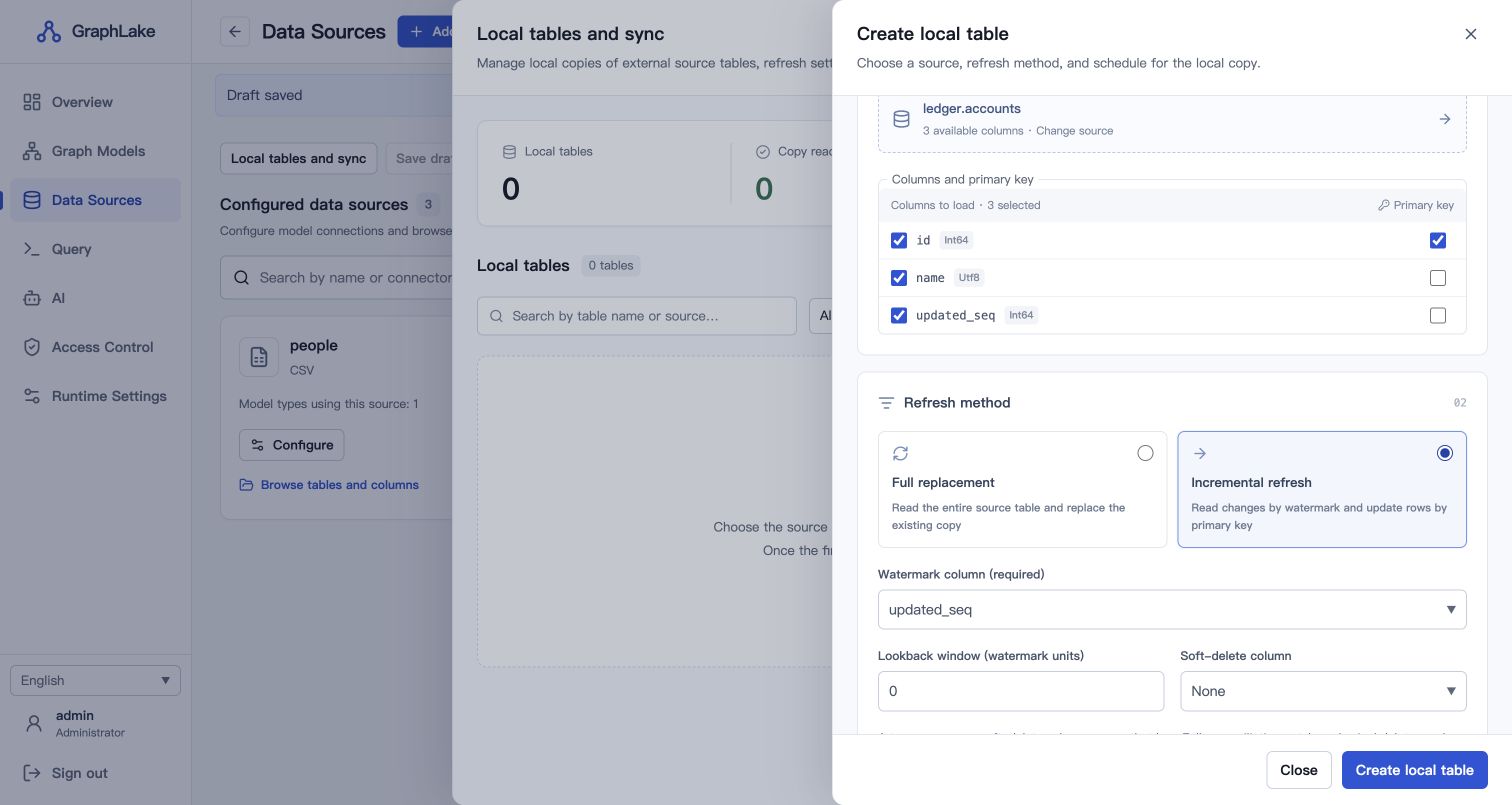 GraphLake
Overview
Graph Models
Data Sources
Query
AI
Access Control
Runtime Settings
English
admin
Administrator
Sign out
Data Sources
Draft saved
Local tables and sync
Configured data sources 3
Configure model connections and browse
Search by name or connector
people
CSV
Model types using this source: 1
Configure
Browse tables and columns
Local tables and sync
Manage local copies of external source tables, refresh
Local tables
0
Copy
0
Local tables 0 tables
Search by table name or source…
Choose the source
Once the
Create local table
Choose a source, refresh method, and schedule for the local copy.
ledger.accounts
3 available columns · Change source
Columns and primary key
Columns to load · 3 selected Primary key
id Int64
name Utf8
updated_seq Int64
Refresh method 02
Full replacement
Read the entire source table and replace the
existing copy
Incremental refresh
Read changes by watermark and update rows by
primary key
Watermark column (required)
updated_seq
Lookback window (watermark units)
0
Soft-delete column
None
Close
Create local table